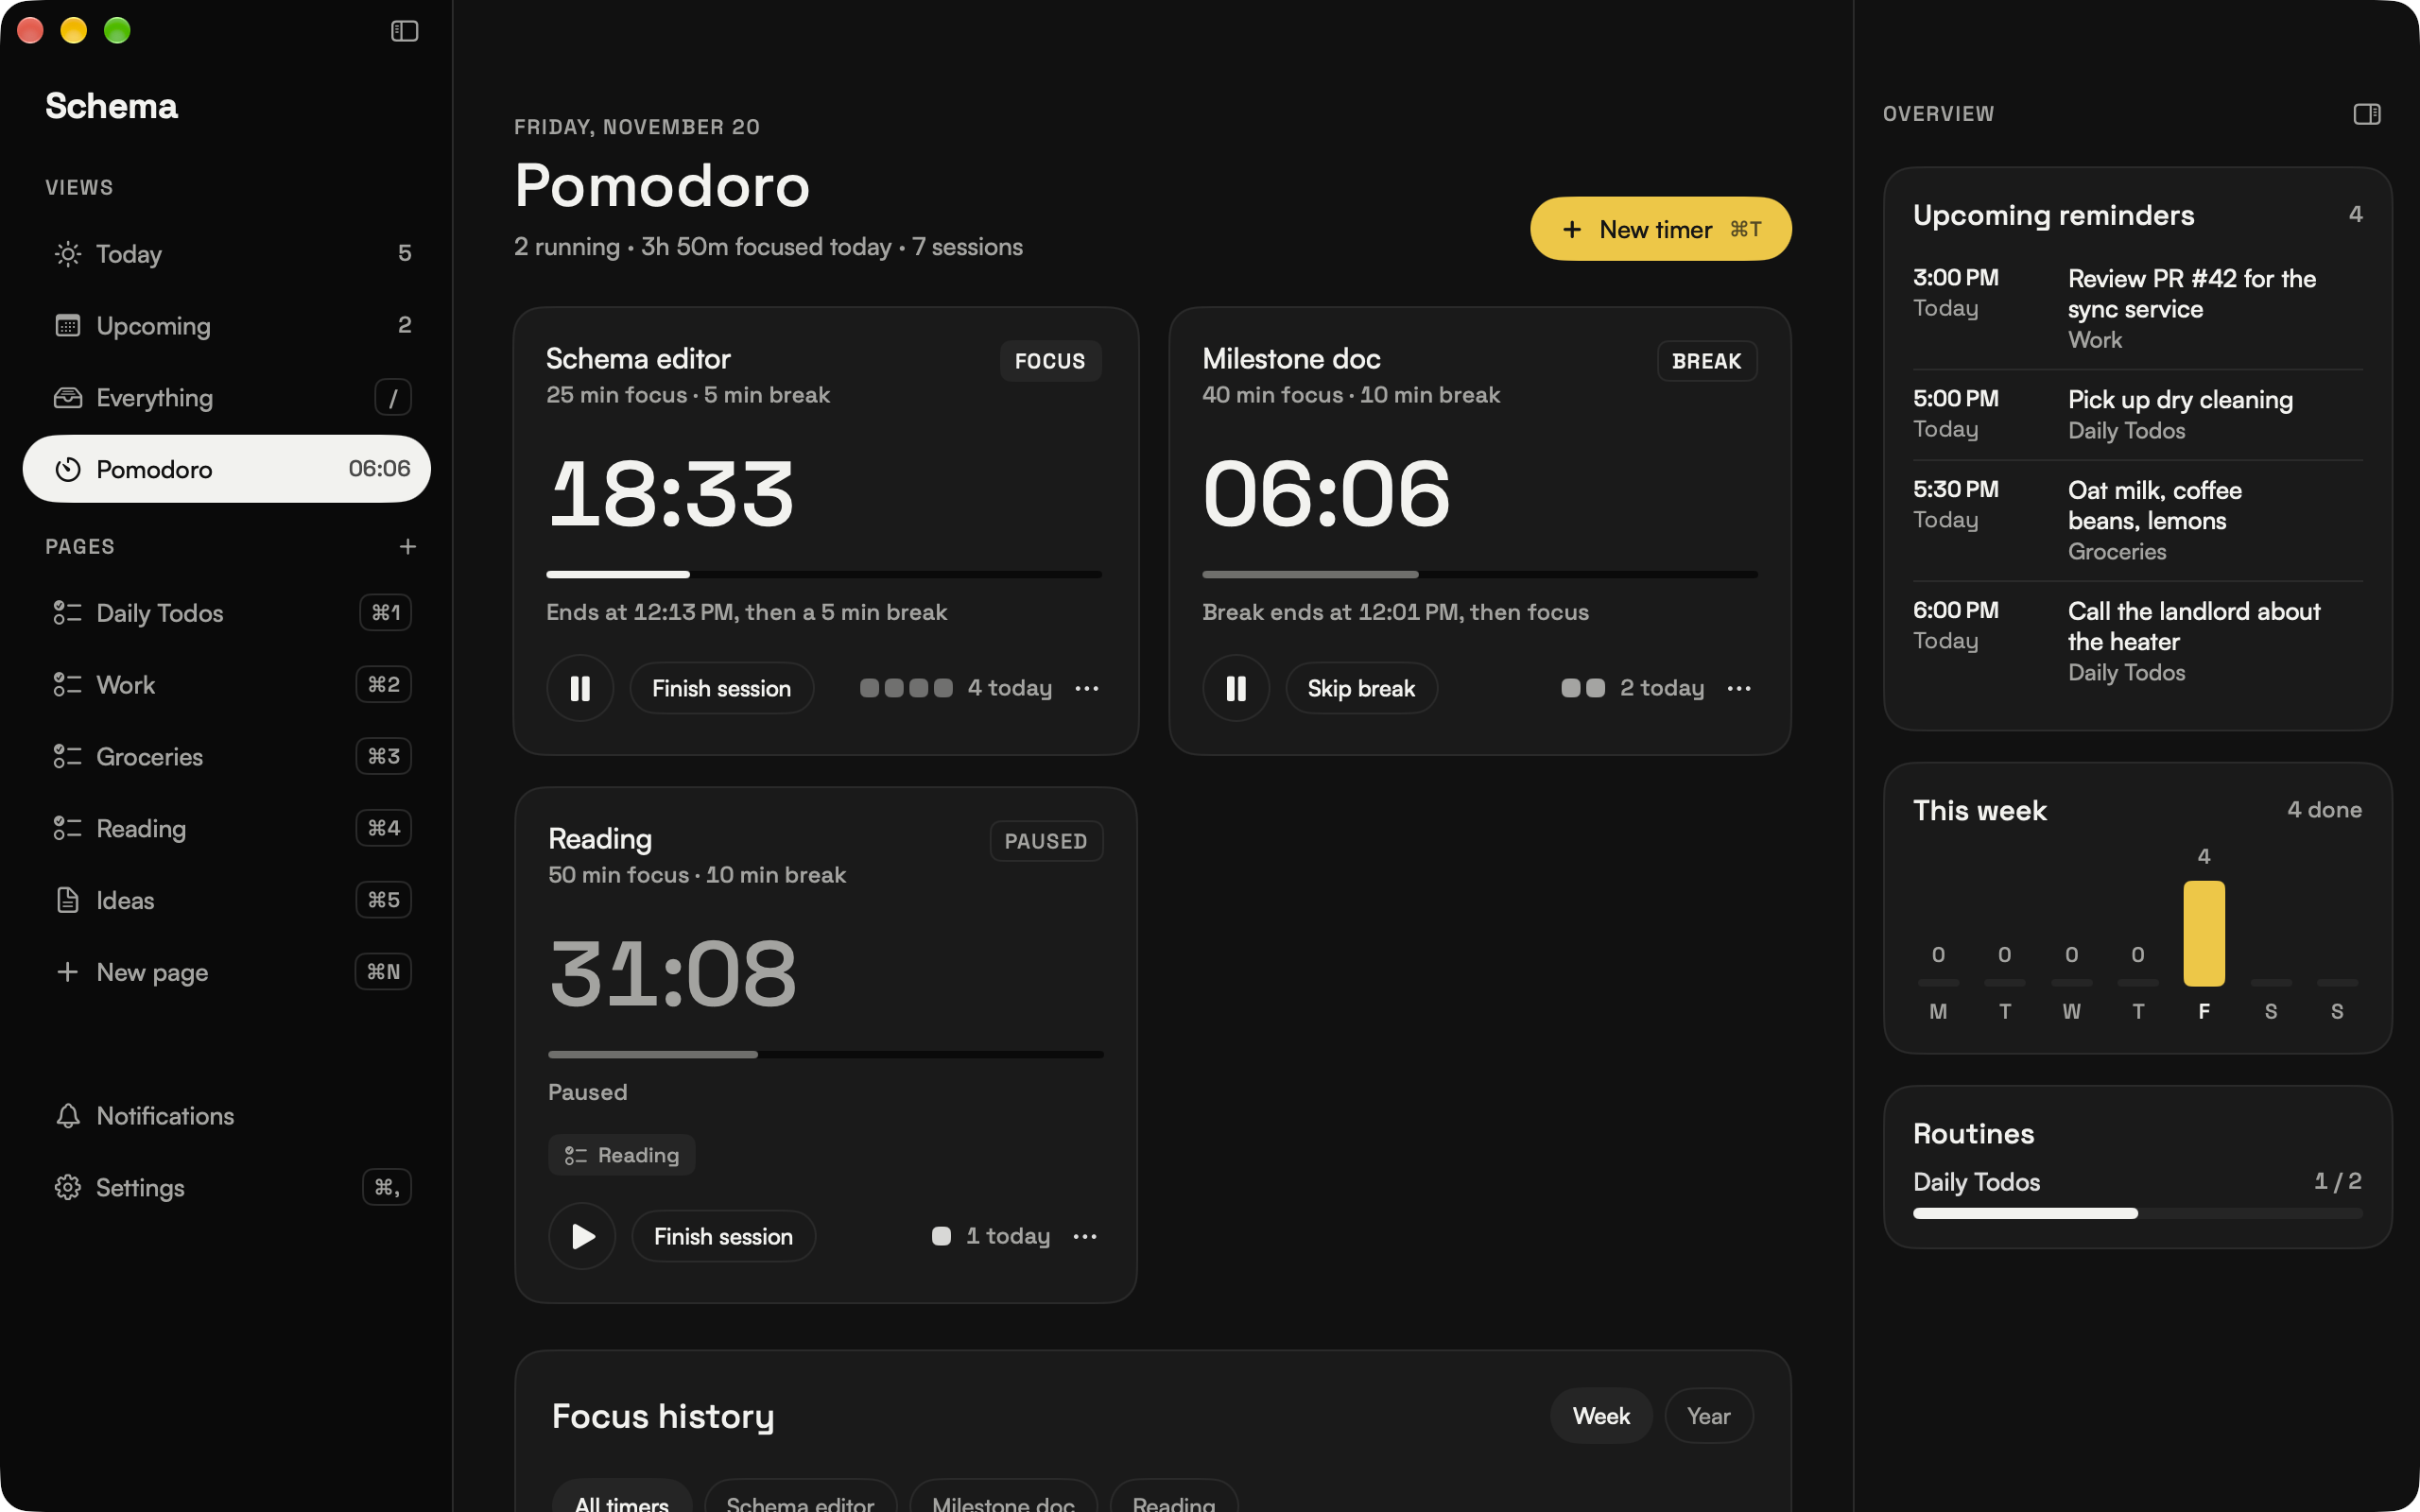 Schema
VIEWS
Today 5
Upcoming 2
Everything /
Pomodoro 06:06
PAGES +
Daily Todos ⌘1
Work ⌘2
Groceries ⌘3
Reading ⌘4
Ideas ⌘5
New page ⌘N
Notifications
Settings ⌘,
FRIDAY, NOVEMBER 20
Pomodoro
2 running · 3h 50m focused today · 7 sessions
+ New timer ⌘T
Schema editor FOCUS
25 min focus · 5 min break
18:33
Ends at 12:13 PM, then a 5 min break
Finish session 4 today
Milestone doc BREAK
40 min focus · 10 min break
06:06
Break ends at 12:01 PM, then focus
Skip break 2 today
Reading PAUSED
50 min focus · 10 min break
31:08
Paused
Reading
Finish session 1 today
Focus history Week Year
All timers Schema editor Milestone doc Reading
OVERVIEW
Upcoming reminders 4
3:00 PM Review PR #42 for the
Today sync service
Work
5:00 PM Pick up dry cleaning
Today Daily Todos
5:30 PM Oat milk, coffee
Today beans, lemons
Groceries
6:00 PM Call the landlord about
Today the heater
Daily Todos
This week 4 done
4
0 0 0 0
M T W T F S S
Routines
Daily Todos 1 / 2